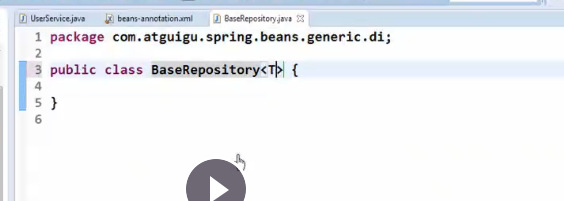 UserService.java beans-annotation.xml BaseRepository.java
1 package com.atguigu.spring.beans.generic.di;
2
3 public class BaseRepository<T> {
4
5 }
6